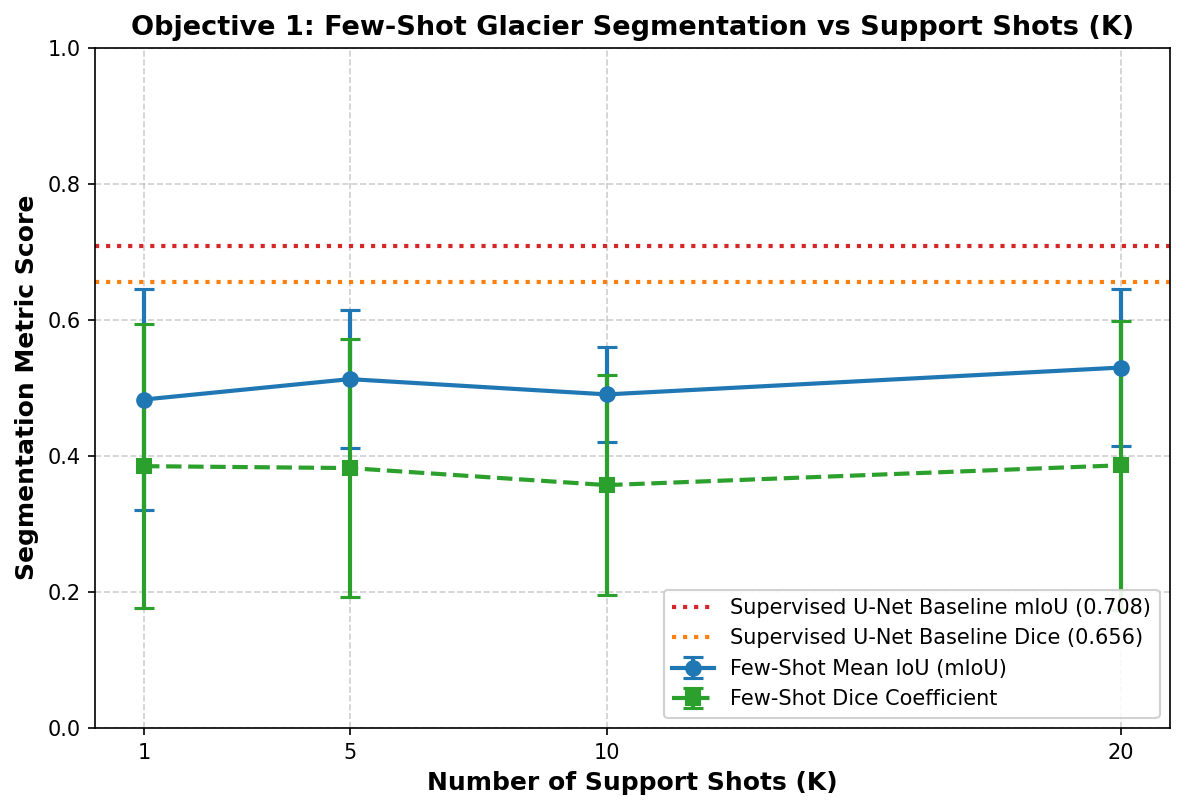 Objective 1: Few-Shot Glacier Segmentation vs Support Shots (K)
Segmentation Metric Score
1.0
0.8
0.6
0.4
0.2
0.0
Supervised U-Net Baseline mIoU (0.708)
Supervised U-Net Baseline Dice (0.656)
Few-Shot Mean IoU (mIoU)
Few-Shot Dice Coefficient
1 5 10 20
Number of Support Shots (K)